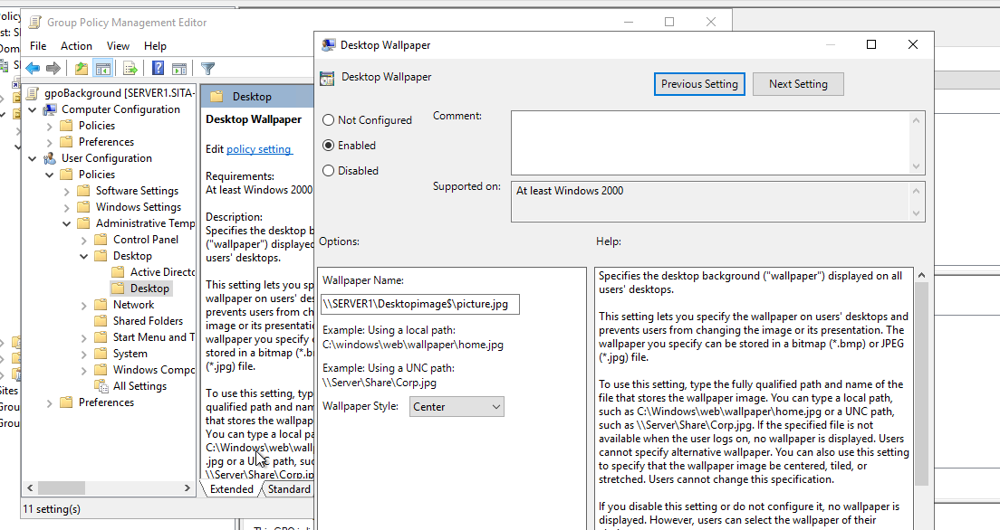 Group Policy Management Editor
File Action View Help
gpoBackground [SERVER1.SITA-
Computer Configuration
Policies
Preferences
User Configuration
Policies
Software Settings
Windows Settings
Administrative Temp
Control Panel
Desktop
Active Directo
Desktop
Network
Shared Folders
Start Menu and T
System
Windows Compo
All Settings
Preferences
11 setting(s)
Desktop
Desktop Wallpaper
Edit policy setting
Requirements:
At least Windows 2000
Description:
Specifies the desktop b
("wallpaper") displayed
users' desktops.
This setting lets you sp
wallpaper on users' des
prevents users from ch
image or its presentatio
wallpaper you specify c
stored in a bitmap (*.b
(*.jpg) file.
To use this setting, type
qualified path and nam
that stores the wallpap
You can type a local pa
C:\Windows\web\wallp
.jpg or a UNC path, suc
\\Server\Share\Corp.jp
Extended Standard
Desktop Wallpaper
Desktop Wallpaper
Previous Setting Next Setting
Not Configured
Enabled
Disabled
Comment:
Supported on:
At least Windows 2000
Options:
Help:
Wallpaper Name:
\\SERVER1\Desktopimage$\picture.jpg
Example: Using a local path:
C:\windows\web\wallpaper\home.jpg
Example: Using a UNC path:
\\Server\Share\Corp.jpg
Wallpaper Style: Center
Specifies the desktop background ("wallpaper") displayed on all
users' desktops.
This setting lets you specify the wallpaper on users' desktops and
prevents users from changing the image or its presentation. The
wallpaper you specify can be stored in a bitmap (*.bmp) or JPEG
(*.jpg) file.
To use this setting, type the fully qualified path and name of the
file that stores the wallpaper image. You can type a local path,
such as C:\Windows\web\wallpaper\home.jpg or a UNC path,
such as \\Server\Share\Corp.jpg. If the specified file is not
available when the user logs on, no wallpaper is displayed. Users
cannot specify alternative wallpaper. You can also use this setting
to specify that the wallpaper image be centered, tiled, or
stretched. Users cannot change this specification.
If you disable this setting or do not configure it, no wallpaper is
displayed. However, users can select the wallpaper of their